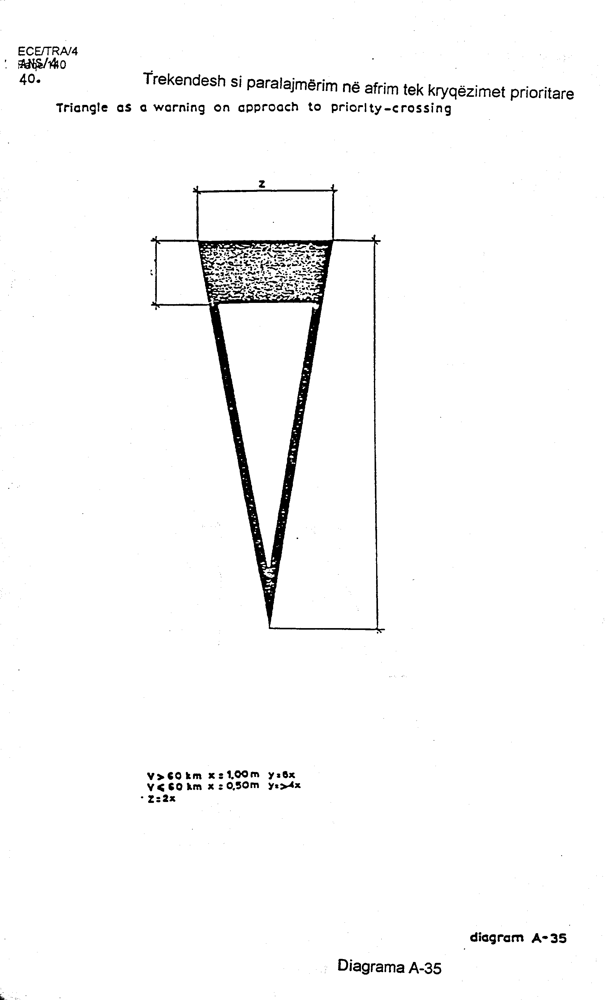 ECE/TRA/4
40.
Trekendesh si paralajmërim në afrim tek kryqëzimet prioritare
Triangle as a warning on approach to priority-crossing
Z
V > 60 km x = 1.00 m y = 6x
V < 60 km x = 0,50 m y = >4x
Z = 2x
diagram A-35
Diagrama A-35